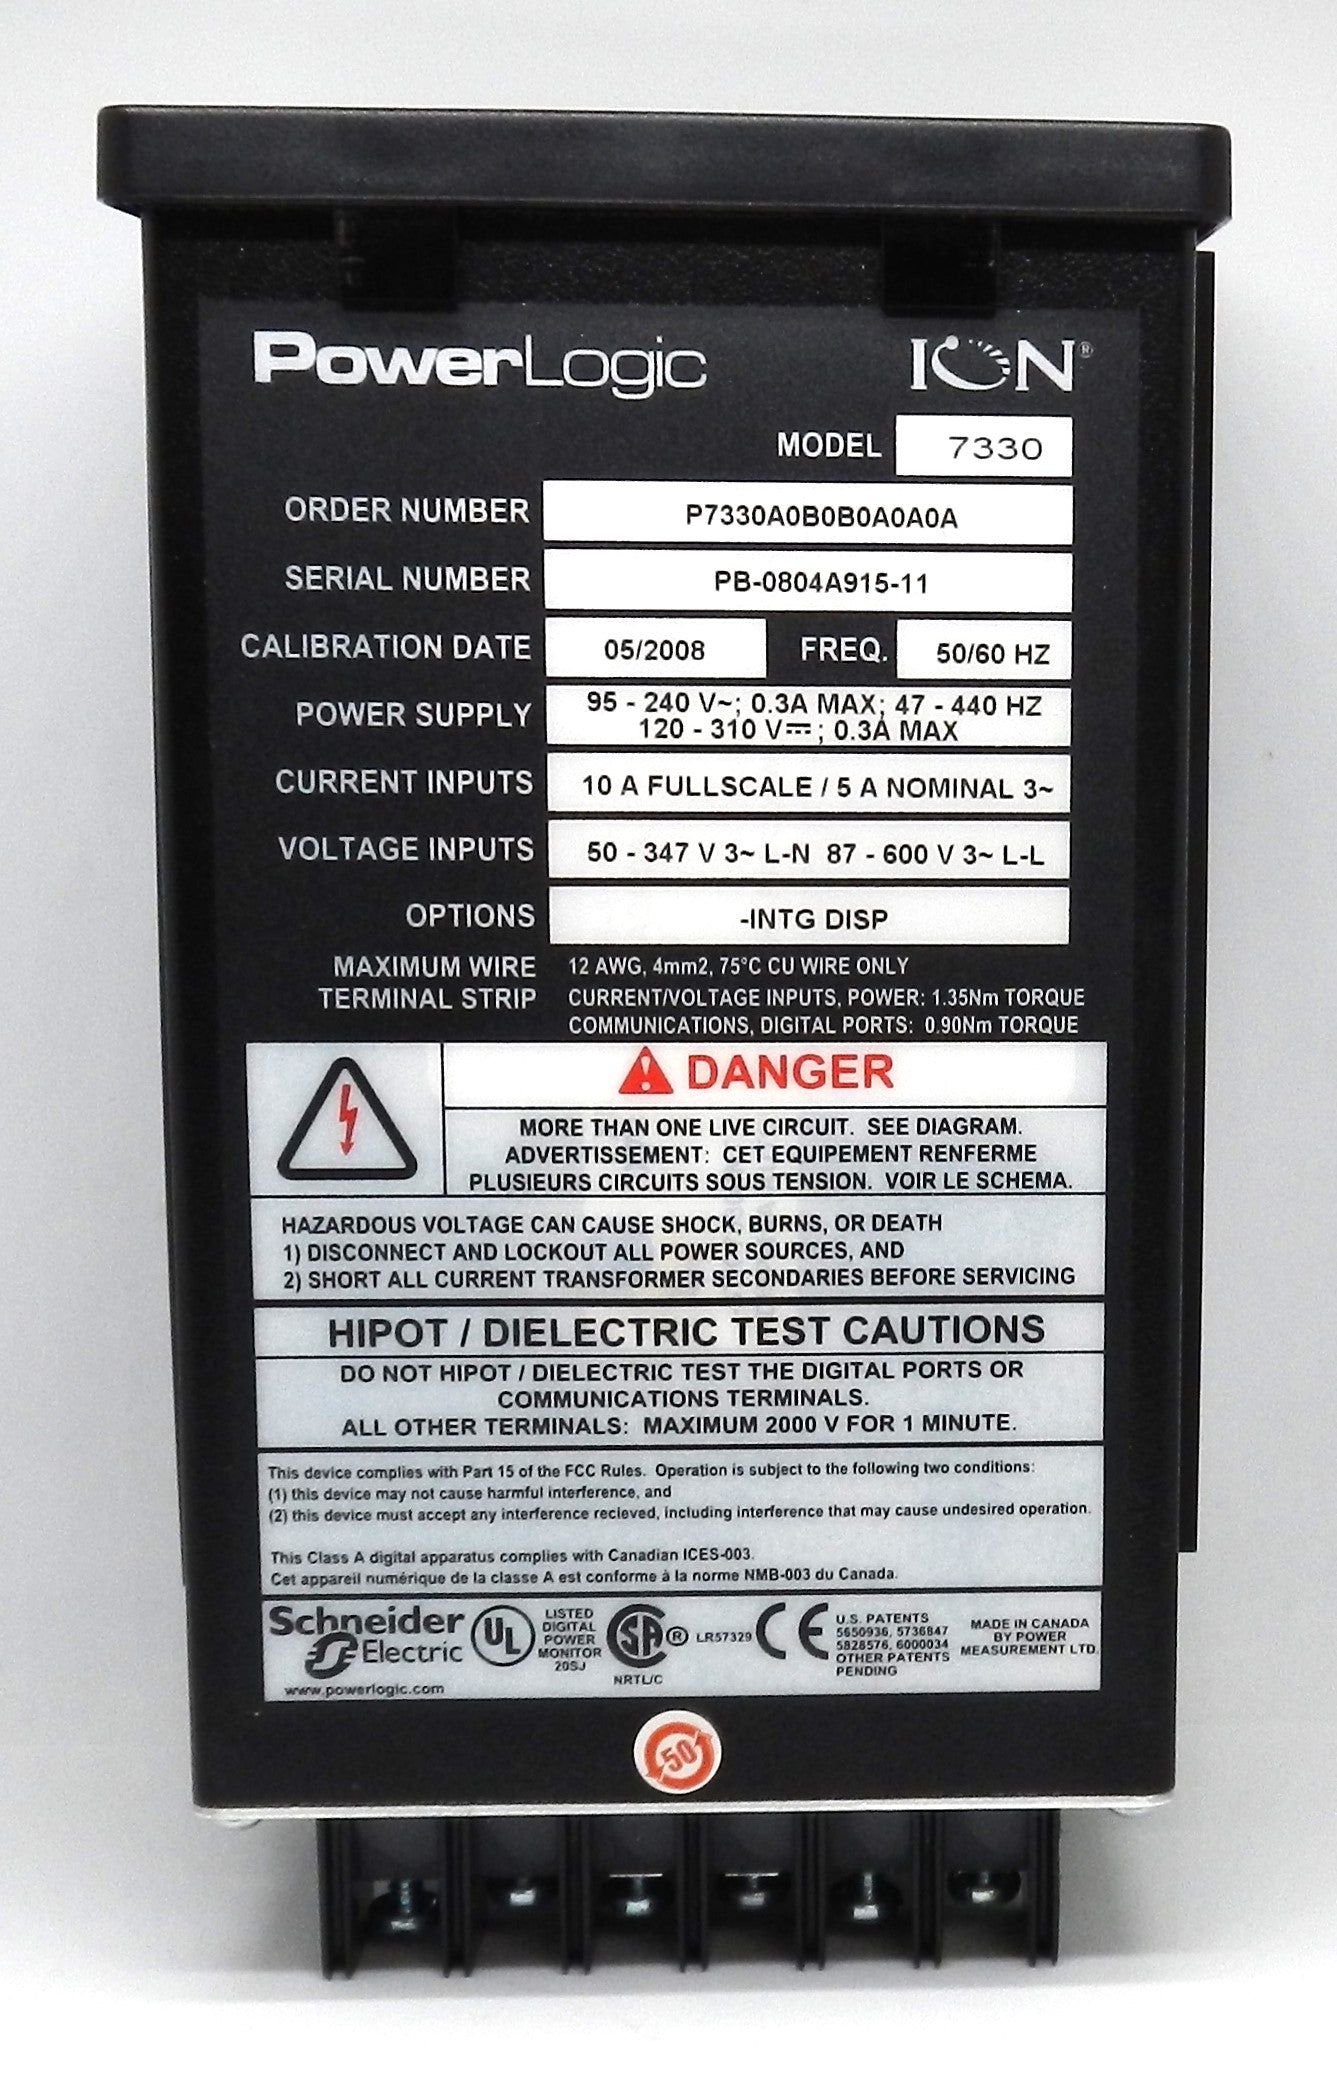 PowerLogic ION®
MODEL 7330
ORDER NUMBER P7330A0B0B0A0A0A
SERIAL NUMBER PB-0804A915-11
CALIBRATION DATE 05/2008 FREQ. 50/60 HZ
POWER SUPPLY 95 - 240 V~; 0.3A MAX; 47 - 440 HZ
120 - 310 V⎓; 0.3A MAX
CURRENT INPUTS 10 A FULLSCALE / 5 A NOMINAL 3~
VOLTAGE INPUTS 50 - 347 V 3~ L-N 87 - 600 V 3~ L-L
OPTIONS -INTG DISP
MAXIMUM WIRE 12 AWG, 4mm2, 75°C CU WIRE ONLY
TERMINAL STRIP CURRENT/VOLTAGE INPUTS, POWER: 1.35Nm TORQUE
COMMUNICATIONS, DIGITAL PORTS: 0.90Nm TORQUE
DANGER
MORE THAN ONE LIVE CIRCUIT. SEE DIAGRAM.
ADVERTISSEMENT: CET EQUIPEMENT RENFERME
PLUSIEURS CIRCUITS SOUS TENSION. VOIR LE SCHEMA.
HAZARDOUS VOLTAGE CAN CAUSE SHOCK, BURNS, OR DEATH
1) DISCONNECT AND LOCKOUT ALL POWER SOURCES, AND
2) SHORT ALL CURRENT TRANSFORMER SECONDARIES BEFORE SERVICING
HIPOT / DIELECTRIC TEST CAUTIONS
DO NOT HIPOT / DIELECTRIC TEST THE DIGITAL PORTS OR
COMMUNICATIONS TERMINALS.
ALL OTHER TERMINALS: MAXIMUM 2000 V FOR 1 MINUTE.
This device complies with Part 15 of the FCC Rules. Operation is subject to the following two conditions:
(1) this device may not cause harmful interference, and
(2) this device must accept any interference recieved, including interference that may cause undesired operation.
This Class A digital apparatus complies with Canadian ICES-003.
Cet appareil numérique de la classe A est conforme à la norme NMB-003 du Canada.
Schneider
Electric
www.powerlogic.com
UL
LISTED
DIGITAL
POWER
MONITOR
20SJ
SA ® LR57329
NRTL/C
CE
U.S. PATENTS
5650936, 5736847
5828576, 6000034
OTHER PATENTS
PENDING
MADE IN CANADA
BY POWER
MEASUREMENT LTD.
50